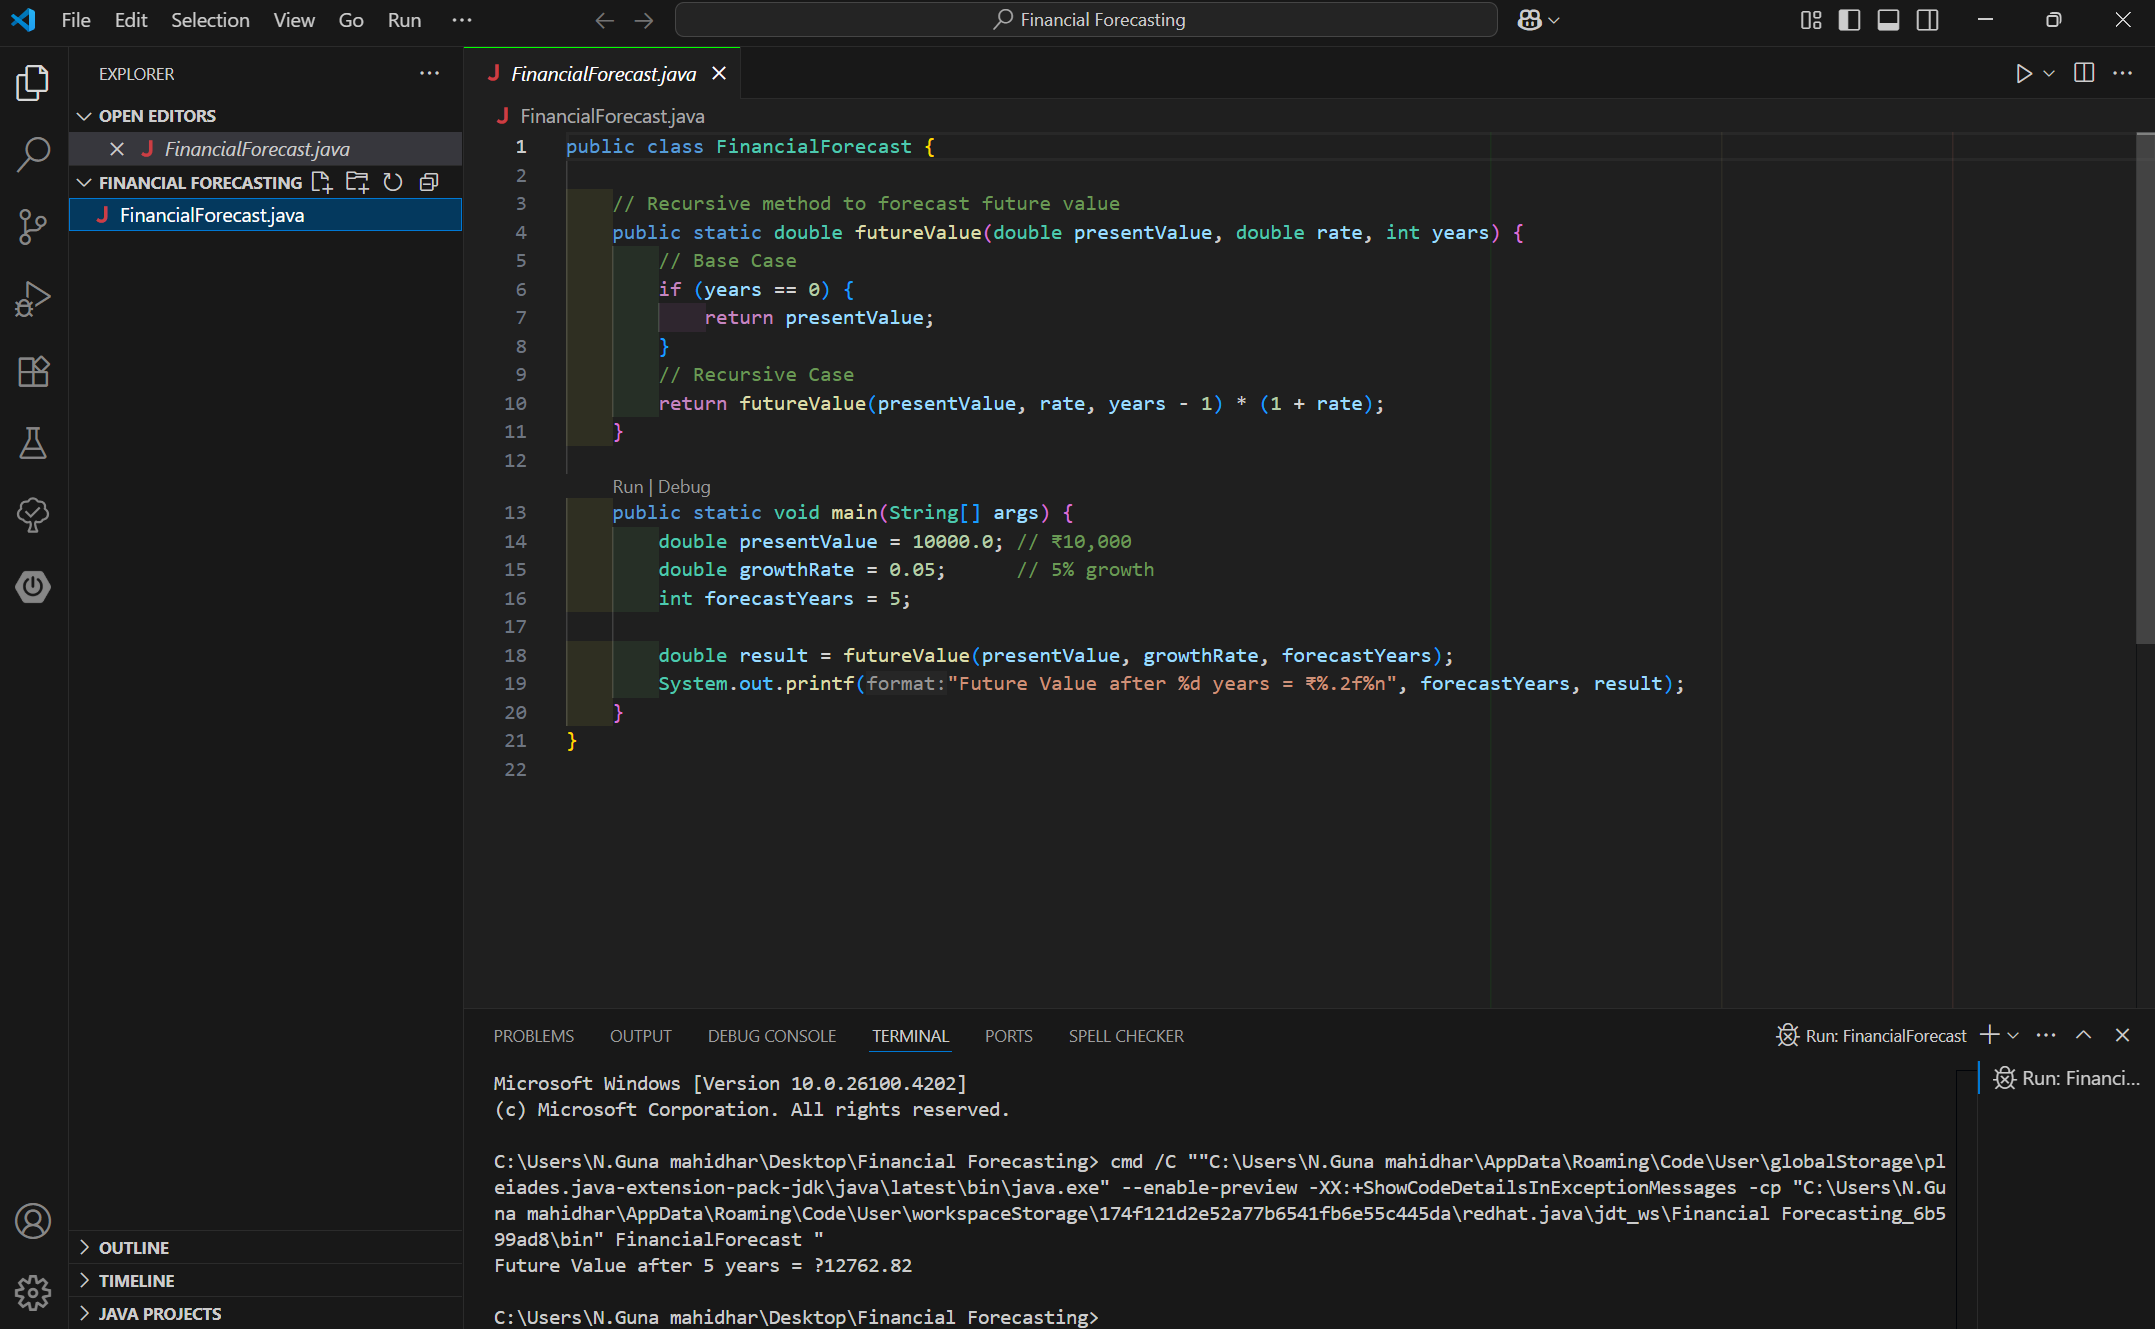 File Edit Selection View Go Run ···
Financial Forecasting
EXPLORER
OPEN EDITORS
FinancialForecast.java
FINANCIAL FORECASTING
FinancialForecast.java
OUTLINE
TIMELINE
JAVA PROJECTS
FinancialForecast.java
FinancialForecast.java
1 public class FinancialForecast {
2
3     // Recursive method to forecast future value
4     public static double futureValue(double presentValue, double rate, int years) {
5         // Base Case
6         if (years == 0) {
7             return presentValue;
8         }
9         // Recursive Case
10         return futureValue(presentValue, rate, years - 1) * (1 + rate);
11     }
12
Run | Debug
13     public static void main(String[] args) {
14         double presentValue = 10000.0; // ₹10,000
15         double growthRate = 0.05;      // 5% growth
16         int forecastYears = 5;
17
18         double result = futureValue(presentValue, growthRate, forecastYears);
19         System.out.printf(format:"Future Value after %d years = ₹%.2f%n", forecastYears, result);
20     }
21 }
22
PROBLEMS OUTPUT DEBUG CONSOLE TERMINAL PORTS SPELL CHECKER
Run: FinancialForecast
Run: Financi...
Microsoft Windows [Version 10.0.26100.4202]
(c) Microsoft Corporation. All rights reserved.
C:\Users\N.Guna mahidhar\Desktop\Financial Forecasting> cmd /C ""C:\Users\N.Guna mahidhar\AppData\Roaming\Code\User\globalStorage\pl
eiades.java-extension-pack-jdk\java\latest\bin\java.exe" --enable-preview -XX:+ShowCodeDetailsInExceptionMessages -cp "C:\Users\N.Gu
na mahidhar\AppData\Roaming\Code\User\workspaceStorage\174f121d2e52a77b6541fb6e55c445da\redhat.java\jdt_ws\Financial Forecasting_6b5
99ad8\bin" FinancialForecast "
Future Value after 5 years = ?12762.82
C:\Users\N.Guna mahidhar\Desktop\Financial Forecasting>